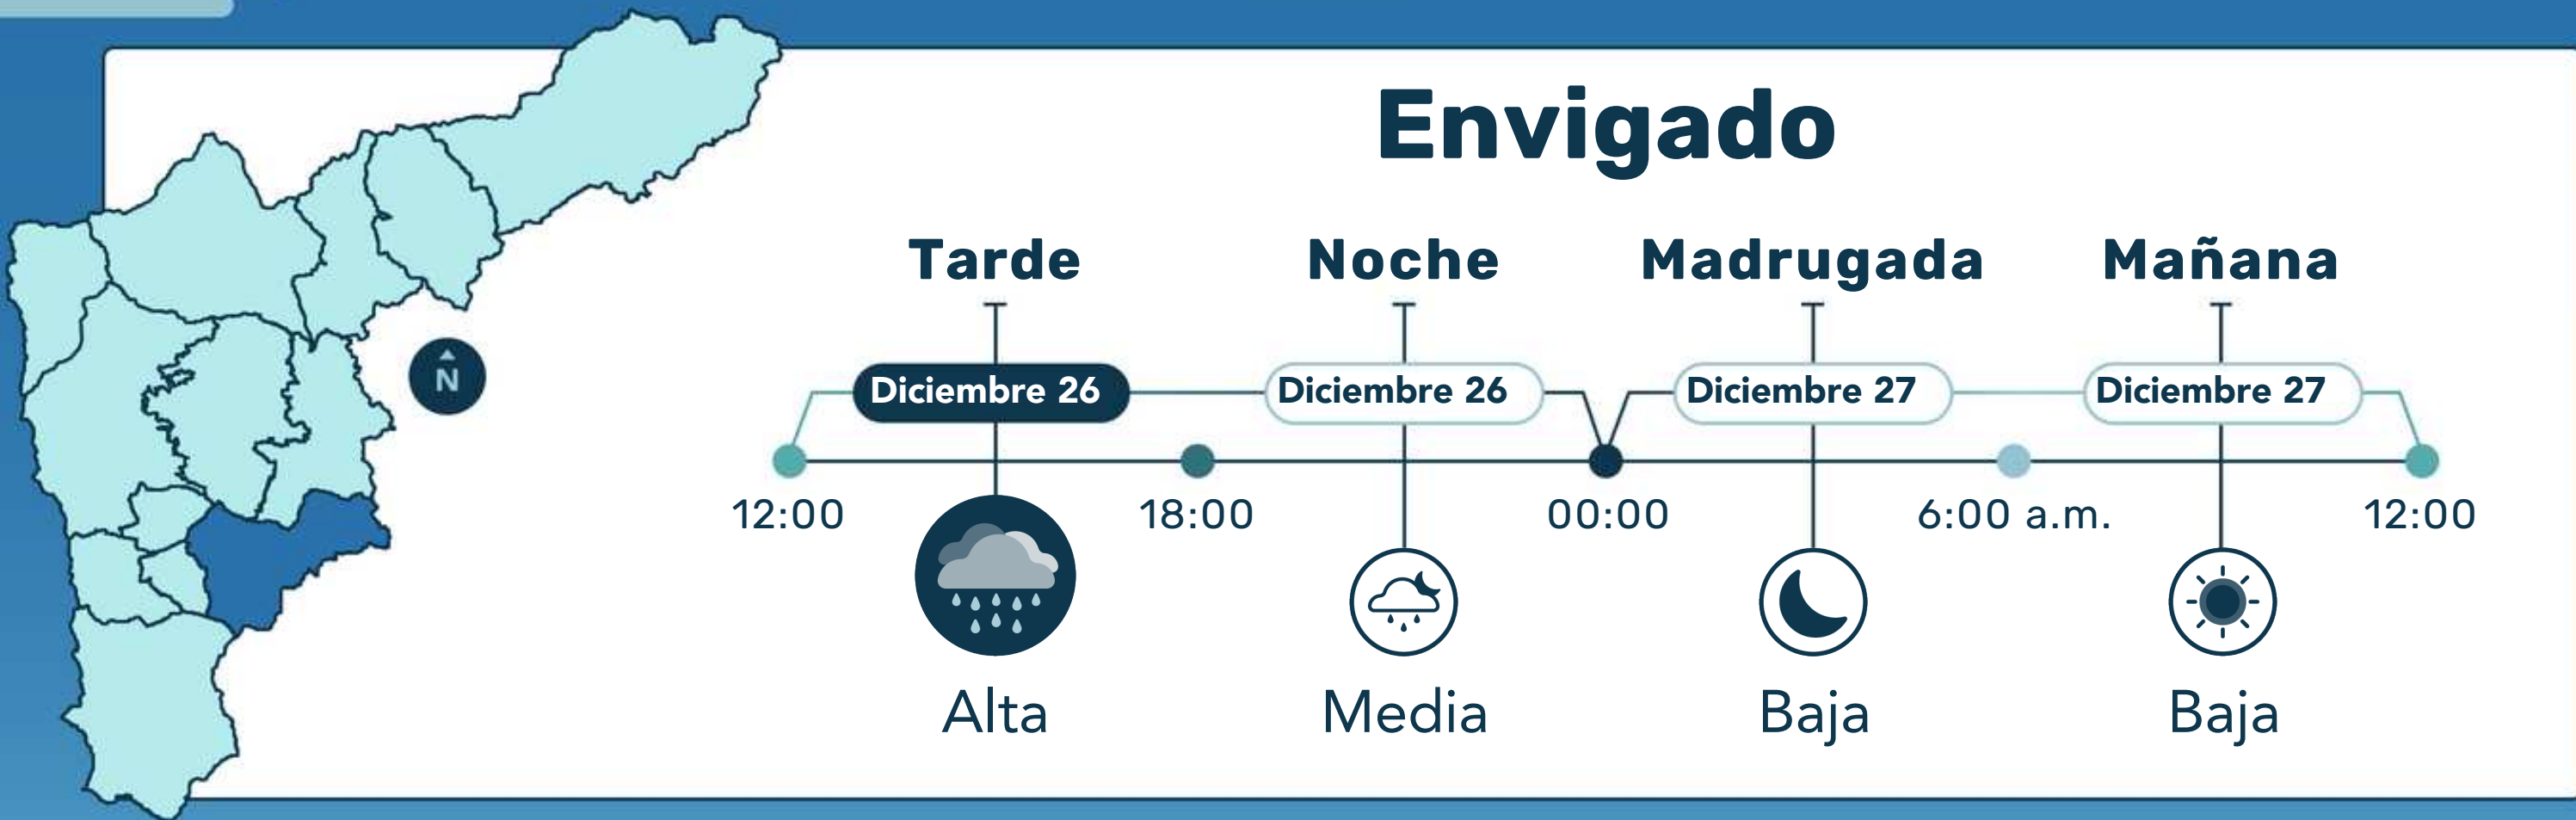 Envigado
Tarde Noche Madrugada Mañana
Diciembre 26 Diciembre 26 Diciembre 27 Diciembre 27
N
12:00 18:00 00:00 6:00 a.m. 12:00
Alta Media Baja Baja